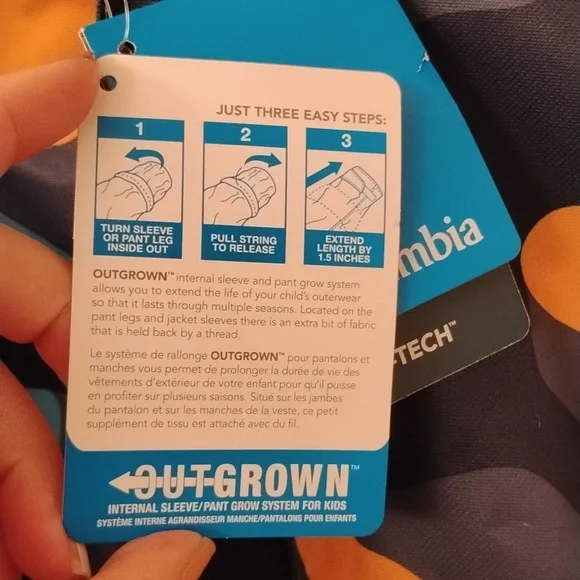 JUST THREE EASY STEPS:
1
TURN SLEEVE
OR PANT LEG
INSIDE OUT
2
PULL STRING
TO RELEASE
3
EXTEND
LENGTH BY
1.5 INCHES
OUTGROWN™ internal sleeve and pant grow system
allows you to extend the life of your child's outerwear
so that it lasts through multiple seasons. Located on the
pant legs and jacket sleeves there is an extra bit of fabric
that is held back by a thread.
Le système de rallonge OUTGROWN™ pour pantalons et
manches vous permet de prolonger la durée de vie des
vêtements d'extérieur de votre enfant pour qu'il puisse
en profiter sur plusieurs saisons. Situé sur les jambes
du pantalon et sur les manches de la veste, ce petit
supplément de tissu est attaché avec du fil.
OUTGROWN™
INTERNAL SLEEVE/PANT GROW SYSTEM FOR KIDS
SYSTÈME INTERNE AGRANDISSEUR MANCHE/PANTALONS POUR ENFANTS
mbia
-TECH™